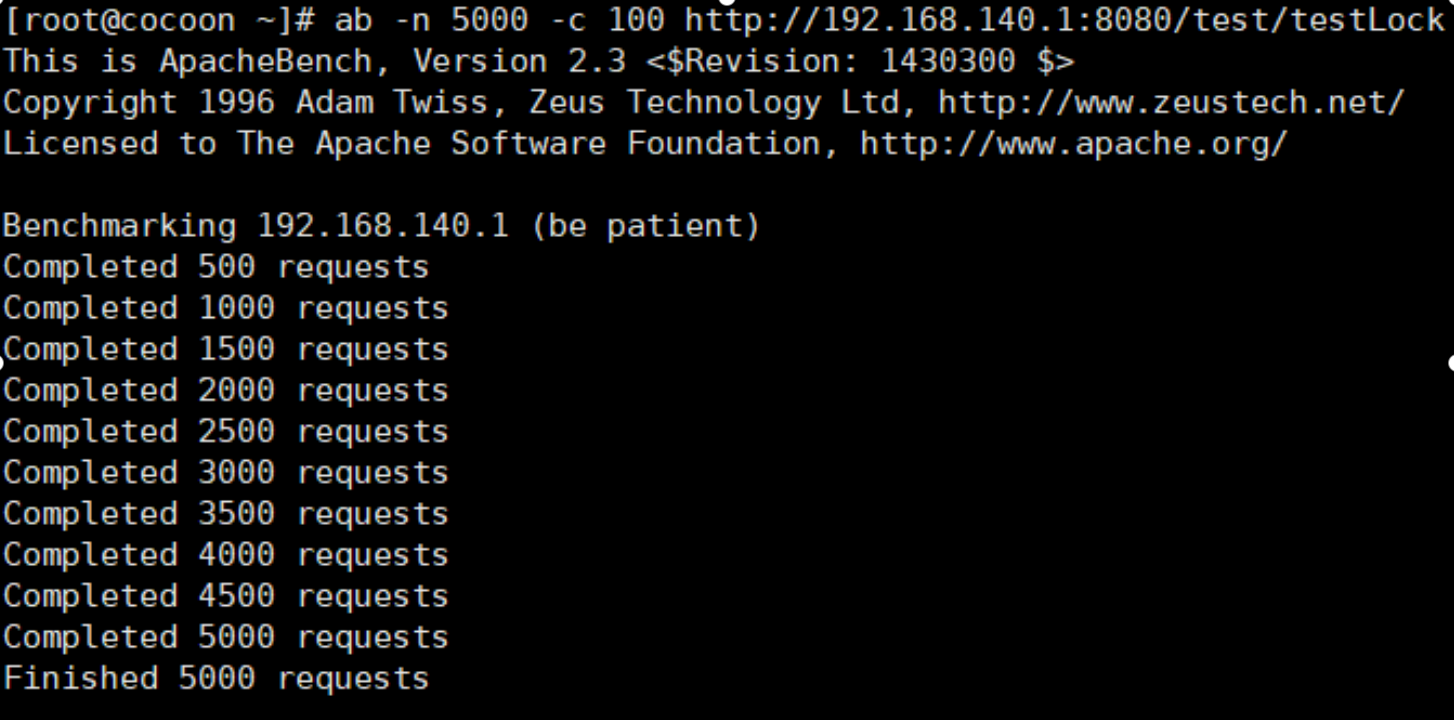 [root@cocoon ~]# ab -n 5000 -c 100 http://192.168.140.1:8080/test/testLock
This is ApacheBench, Version 2.3 <$Revision: 1430300 $>
Copyright 1996 Adam Twiss, Zeus Technology Ltd, http://www.zeustech.net/
Licensed to The Apache Software Foundation, http://www.apache.org/

Benchmarking 192.168.140.1 (be patient)
Completed 500 requests
Completed 1000 requests
Completed 1500 requests
Completed 2000 requests
Completed 2500 requests
Completed 3000 requests
Completed 3500 requests
Completed 4000 requests
Completed 4500 requests
Completed 5000 requests
Finished 5000 requests